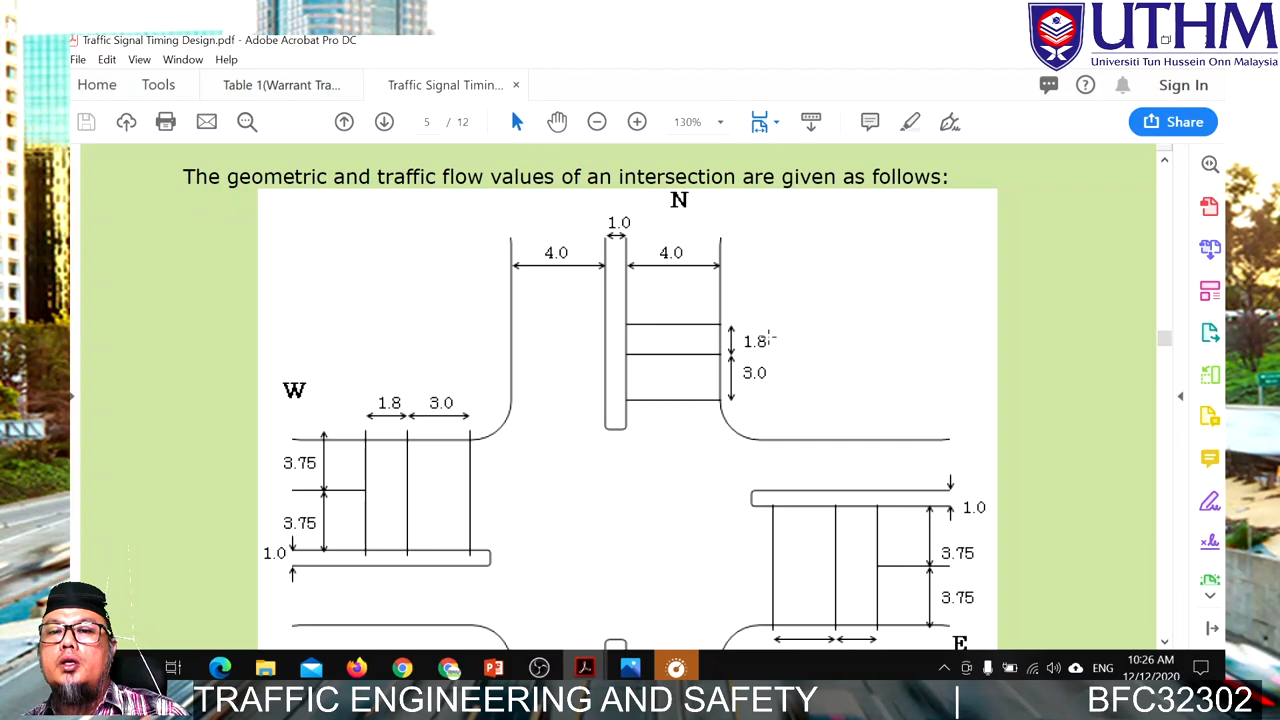 UTHM
Universiti Tun Hussein Onn Malaysia
Traffic Signal Timing Design.pdf - Adobe Acrobat Pro DC
File Edit View Window Help
Home Tools Table 1(Warrant Tra... Traffic Signal Timin... × Sign In
5 / 12 130% Share
The geometric and traffic flow values of an intersection are given as follows:
N
1.0
4.0 4.0
1.8
3.0
W
1.8 3.0
3.75
3.75
1.0
1.0
3.75
3.75
E
ENG 10:26 AM
12/12/2020
TRAFFIC ENGINEERING AND SAFETY | BFC32302